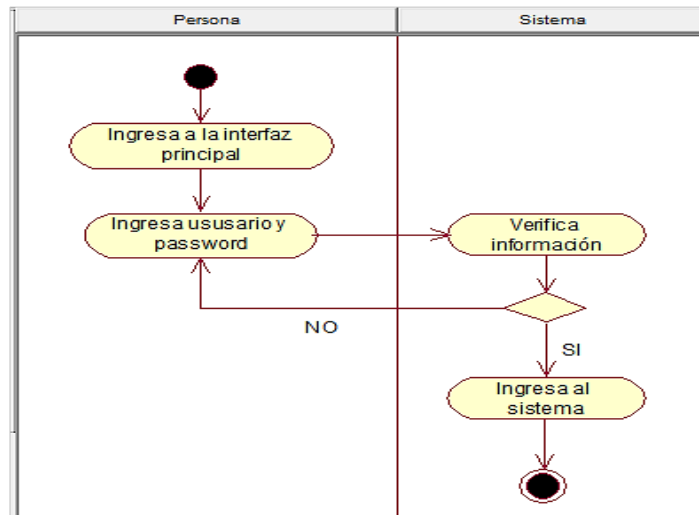 Persona
Sistema
Ingresa a la interfaz
principal
Ingresa ususario y
password
Verifica
información
NO
SI
Ingresa al
sistema